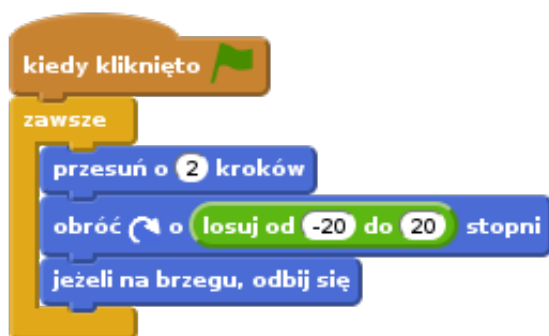 kiedy kliknięto
zawsze
przesuń o 2 kroków
obróć o losuj od -20 do 20 stopni
jeżeli na brzegu, odbij się